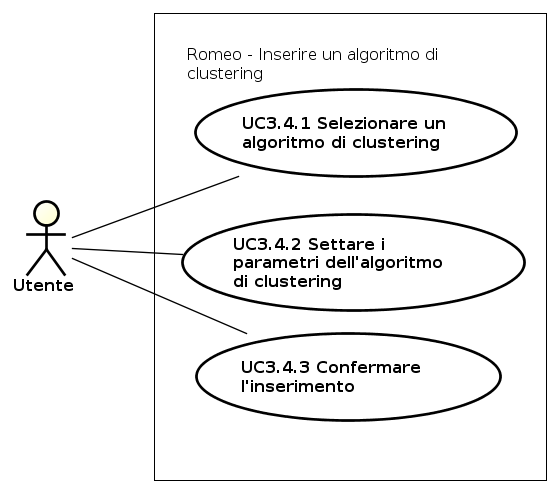 Romeo - Inserire un algoritmo di
clustering
UC3.4.1 Selezionare un
algoritmo di clustering
UC3.4.2 Settare i
parametri dell'algoritmo
di clustering
Utente
UC3.4.3 Confermare
l'inserimento